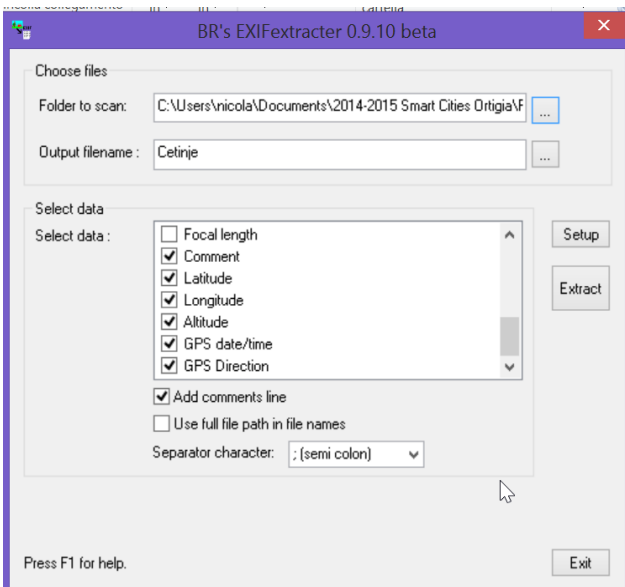 BR's EXIFextracter 0.9.10 beta
Choose files
Folder to scan: C:\Users\nicola\Documents\2014-2015 Smart Cities Ortigia\F ...
Output filename : Cetinje ...
Select data
Select data :
Focal length
Comment
Latitude
Longitude
Altitude
GPS date/time
GPS Direction
Setup
Extract
Add comments line
Use full file path in file names
Separator character: ; (semi colon)
Press F1 for help.
Exit